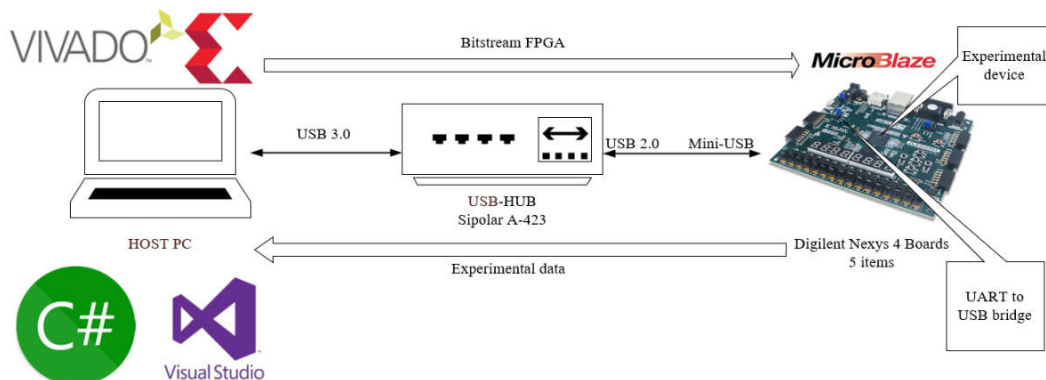 VIVADO™
Bitstream FPGA
MicroBlaze
Experimental
device
USB 3.0
USB 2.0
Mini-USB
USB-HUB
Sipolar A-423
HOST PC
Experimental data
Digilent Nexys 4 Boards
5 items
UART to
USB bridge
C#
Visual Studio